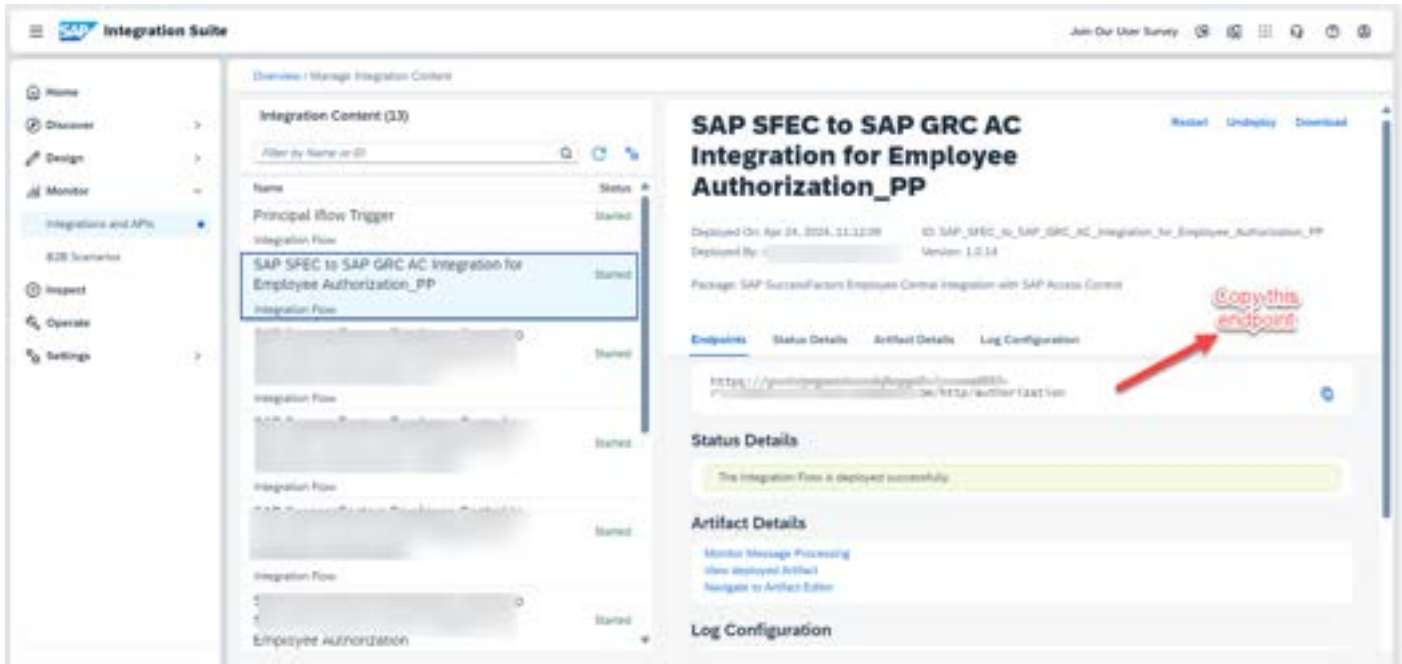 SAP Integration Suite
Join Our User Survey
Home
Discover
Design
Monitor
Integrations and APIs
B2B Scenarios
Inspect
Operate
Settings
Overview / Manage Integration Content
Integration Content (13)
Filter by Name or ID
Name Status
Principal Iflow Trigger Started
Integration Flow
SAP SFEC to SAP GRC AC Integration for
Employee Authorization_PP
Started
Integration Flow
Started
Integration Flow
Started
Integration Flow
Started
Integration Flow
Started
Employee Authorization
SAP SFEC to SAP GRC AC
Integration for Employee
Authorization_PP
Restart Undeploy Download
Deployed On: Apr 24, 2024, 11:12:09 ID: SAP_SFEC_to_SAP_GRC_AC_Integration_for_Employee_Authorization_PP
Deployed By: Version: 1.0.14
Package: SAP SuccessFactors Employee Central Integration with SAP Access Control
Copy this
endpoint
Endpoints Status Details Artifact Details Log Configuration
https://
/http/authorization
Status Details
The Integration Flow is deployed successfully.
Artifact Details
Monitor Message Processing
View deployed Artifact
Navigate to Artifact Editor
Log Configuration